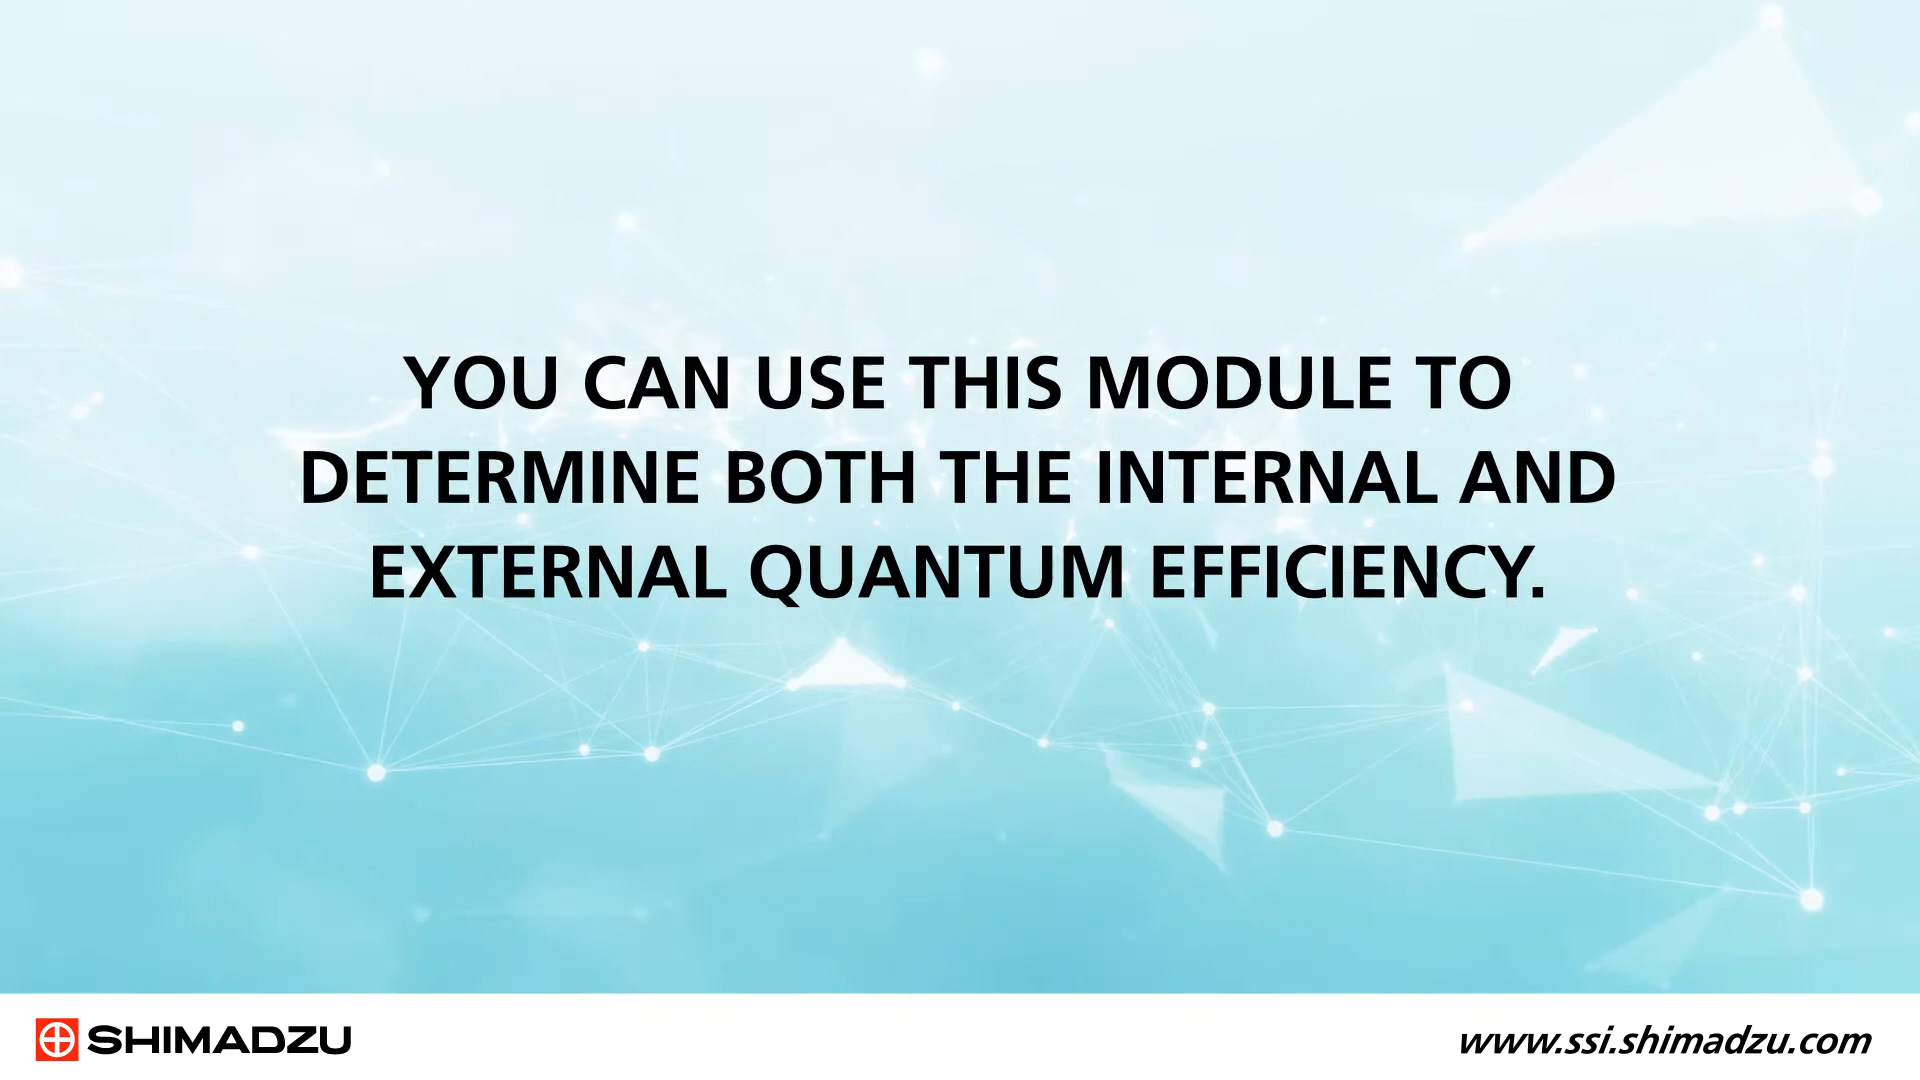 YOU CAN USE THIS MODULE TO
DETERMINE BOTH THE INTERNAL AND
EXTERNAL QUANTUM EFFICIENCY.
SHIMADZU
www.ssi.shimadzu.com